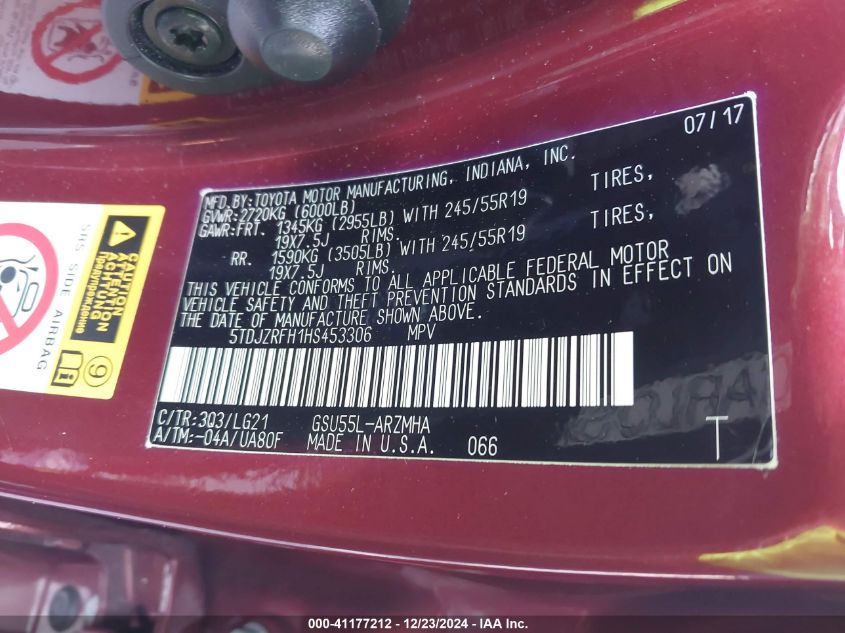 07/17
MFD.BY:TOYOTA MOTOR MANUFACTURING, INDIANA, INC.
GVWR:2720KG (6000LB)
GAWR:FRT. 1345KG (2955LB) WITH 245/55R19 TIRES,
19X7.5J RIMS.
RR. 1590KG (3505LB) WITH 245/55R19 TIRES,
19X7.5J RIMS.
THIS VEHICLE CONFORMS TO ALL APPLICABLE FEDERAL MOTOR
VEHICLE SAFETY AND THEFT PREVENTION STANDARDS IN EFFECT ON
THE DATE OF MANUFACTURE SHOWN ABOVE.
5TDJZRFH1HS453306 MPV
C/TR:3Q3/LG21 GSU55L-ARZMHA
A/TM:-04A/UA80F MADE IN U.S.A. 066
T
SRS SIDE AIRBAG
CAUTION
ATTENTION
ACHTUNG
Предупреждение
9
000-41177212 - 12/23/2024 - IAA Inc.